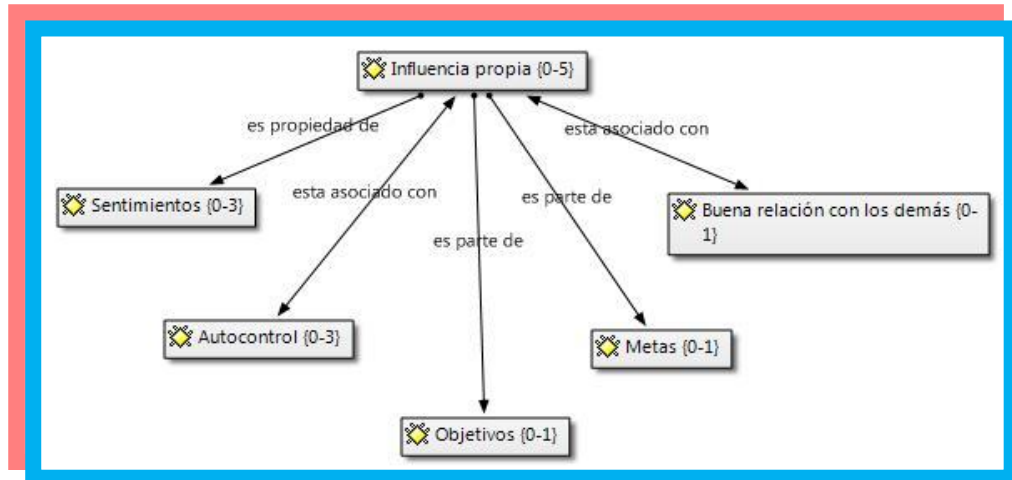 Influencia propia {0-5}
es propiedad de
esta asociado con
Sentimientos {0-3}
esta asociado con
es parte de
Buena relación con los demás {0-
1}
es parte de
Autocontrol {0-3}
Metas {0-1}
Objetivos {0-1}